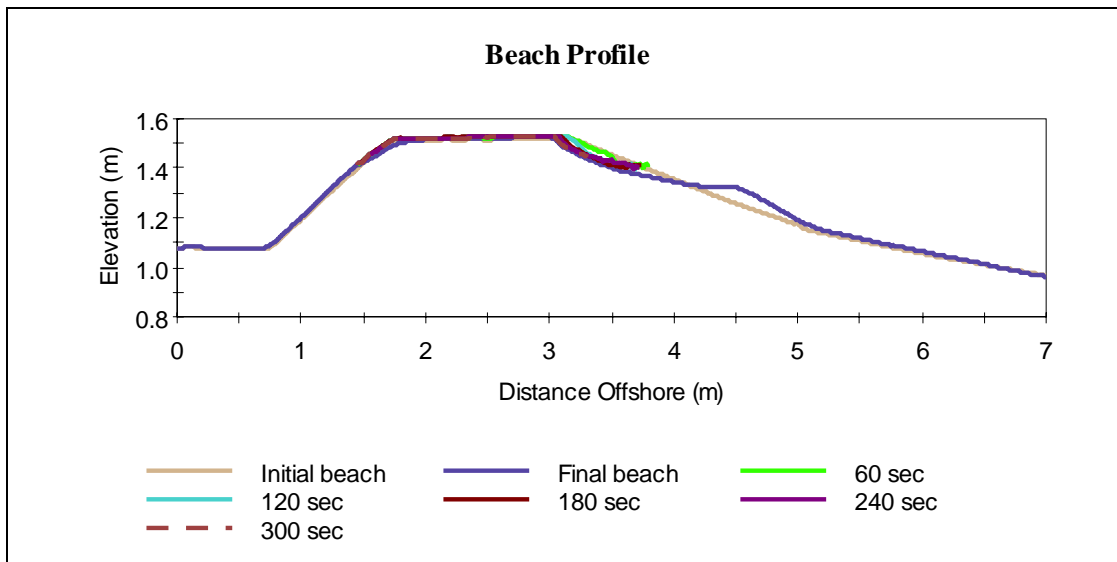 Beach Profile
1.6
1.4
1.2
1.0
0.8
Elevation (m)
0 1 2 3 4 5 6 7
Distance Offshore (m)
Initial beach Final beach 60 sec
120 sec 180 sec 240 sec
300 sec